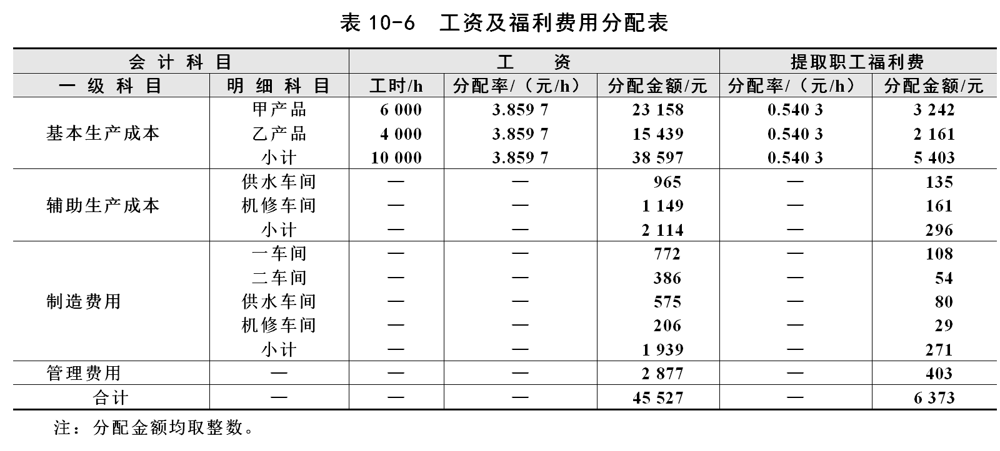 表 10-6 工资及福利费用分配表
会 计 科 目 工 资 提取职工福利费
一 级 科 目 明 细 科 目 工时/h 分配率/（元/h） 分配金额/元 分配率/（元/h） 分配金额/元
甲产品 6 000 3.859 7 23 158 0.540 3 3 242
基本生产成本 乙产品 4 000 3.859 7 15 439 0.540 3 2 161
小计 10 000 3.859 7 38 597 0.540 3 5 403
供水车间 — — 965 — 135
辅助生产成本 机修车间 — — 1 149 — 161
小计 — — 2 114 — 296
一车间 — — 772 — 108
二车间 — — 386 — 54
制造费用 供水车间 — — 575 — 80
机修车间 — — 206 — 29
小计 — — 1 939 — 271
管理费用 — — — 2 877 — 403
合计 — — — 45 527 — 6 373
注：分配金额均取整数。